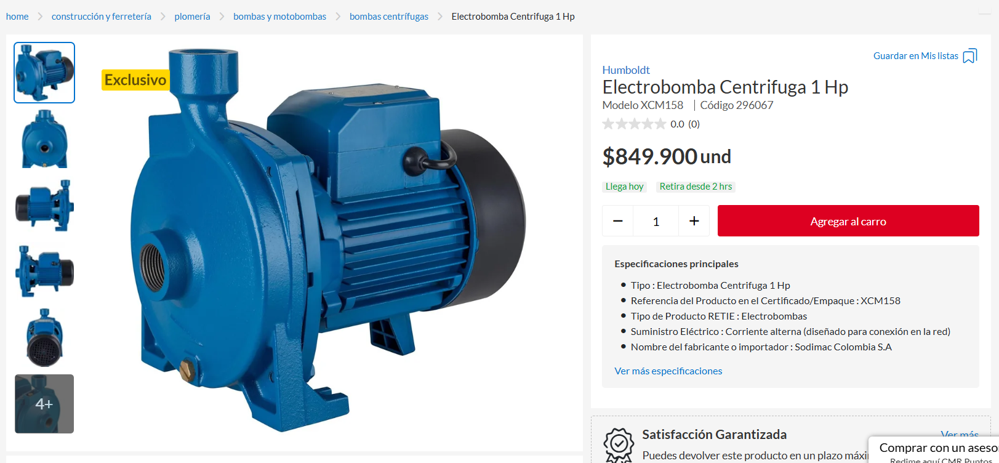 home
construcción y ferretería
plomería
bombas y motobombas
bombas centrífugas
Electrobomba Centrifuga 1 Hp
Exclusivo
4+
Guardar en Mis listas
Humboldt
Electrobomba Centrifuga 1 Hp
Modelo XCM158 | Código 296067
0.0 (0)
$849.900 und
Llega hoy Retira desde 2 hrs
− 1 + Agregar al carro
Especificaciones principales
• Tipo : Electrobomba Centrifuga 1 Hp
• Referencia del Producto en el Certificado/Empaque : XCM158
• Tipo de Producto RETIE : Electrobombas
• Suministro Eléctrico : Corriente alterna (diseñado para conexión en la red)
• Nombre del fabricante o importador : Sodimac Colombia S.A
Ver más especificaciones
Satisfacción Garantizada
Ver más
Puedes devolver este producto en un plazo
Comprar con un
Redime aquí CMR Puntos